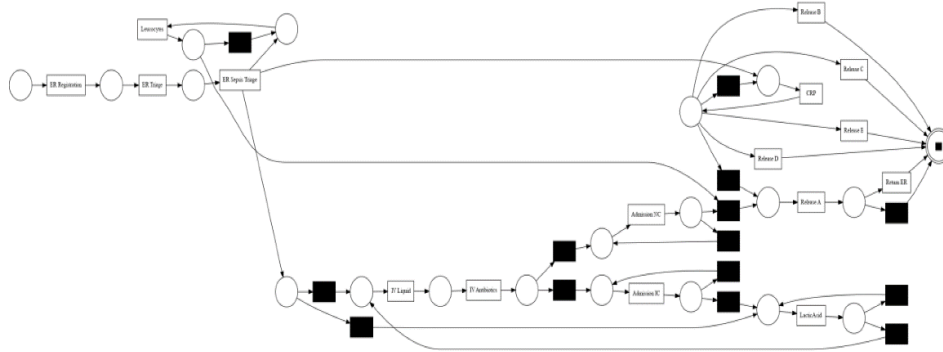 Release B
Leucocytes
Release C
ER Registration
ER Triage
ER Sepsis Triage
CRP
Release E
Release D
Release A
Return ER
Admission NC
IV Liquid
IV Antibiotics
Admission IC
LacticAcid